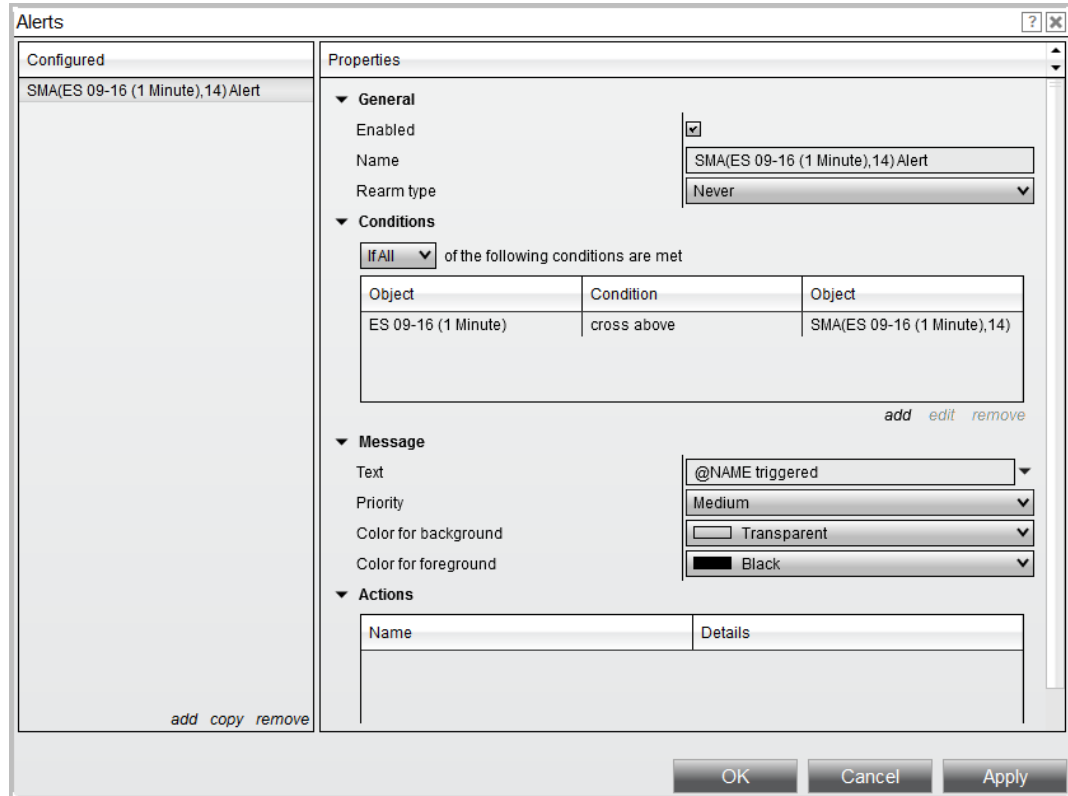 Alerts
Configured
SMA(ES 09-16 (1 Minute),14) Alert
add copy remove
Properties
General
Enabled
Name SMA(ES 09-16 (1 Minute),14) Alert
Rearm type Never
Conditions
If All of the following conditions are met
Object Condition Object
ES 09-16 (1 Minute) cross above SMA(ES 09-16 (1 Minute),14)
add edit remove
Message
Text @NAME triggered
Priority Medium
Color for background Transparent
Color for foreground Black
Actions
Name Details
OK Cancel Apply